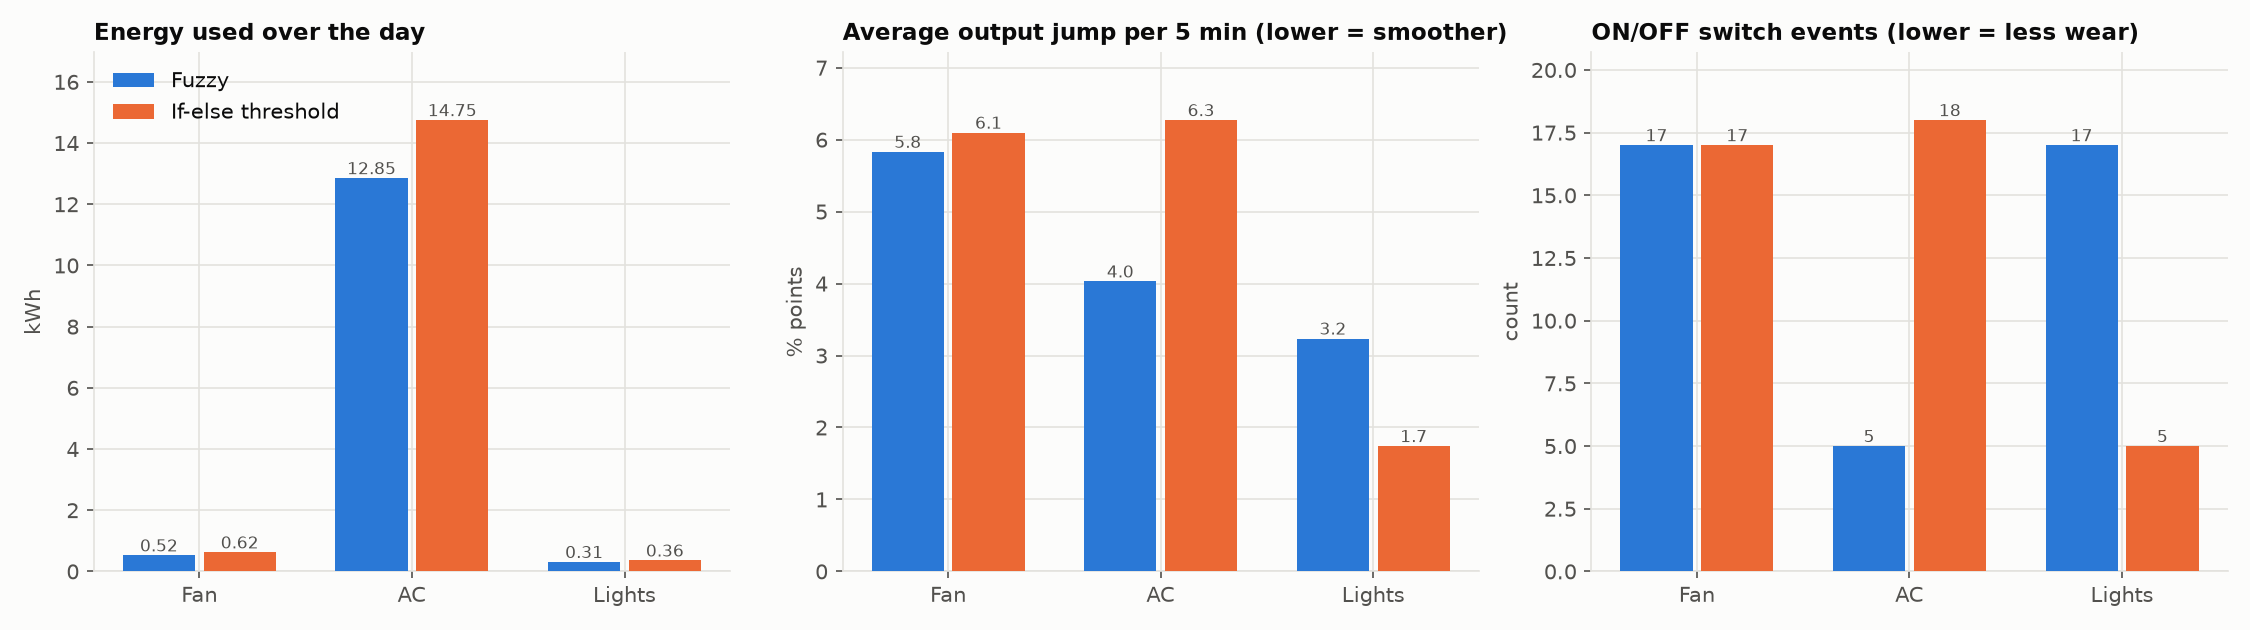 Energy used over the day
Fuzzy
If-else threshold
kWh
16
14
12
10
8
6
4
2
0
0.52
0.62
12.85
14.75
0.31
0.36
Fan
AC
Lights
Average output jump per 5 min (lower = smoother)
% points
7
6
5
4
3
2
1
0
5.8
6.1
4.0
6.3
3.2
1.7
Fan
AC
Lights
ON/OFF switch events (lower = less wear)
count
20.0
17.5
15.0
12.5
10.0
7.5
5.0
2.5
0.0
17
17
5
18
17
5
Fan
AC
Lights